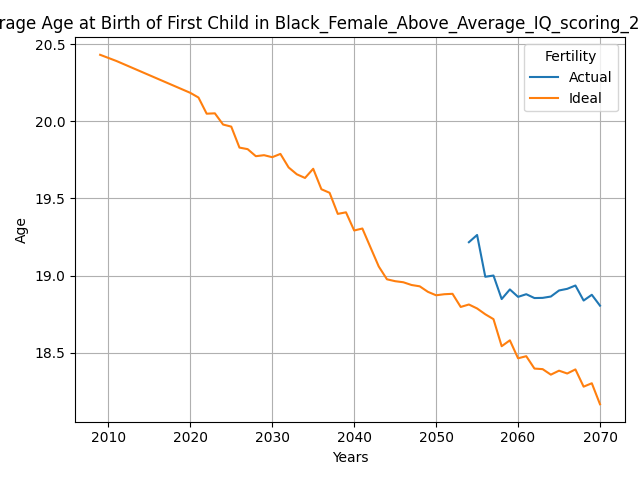 rage Age at Birth of First Child in Black_Female_Above_Average_IQ_scoring_2
20.5
20.0
19.5
19.0
18.5
Age
Fertility
Actual
Ideal
2010 2020 2030 2040 2050 2060 2070
Years